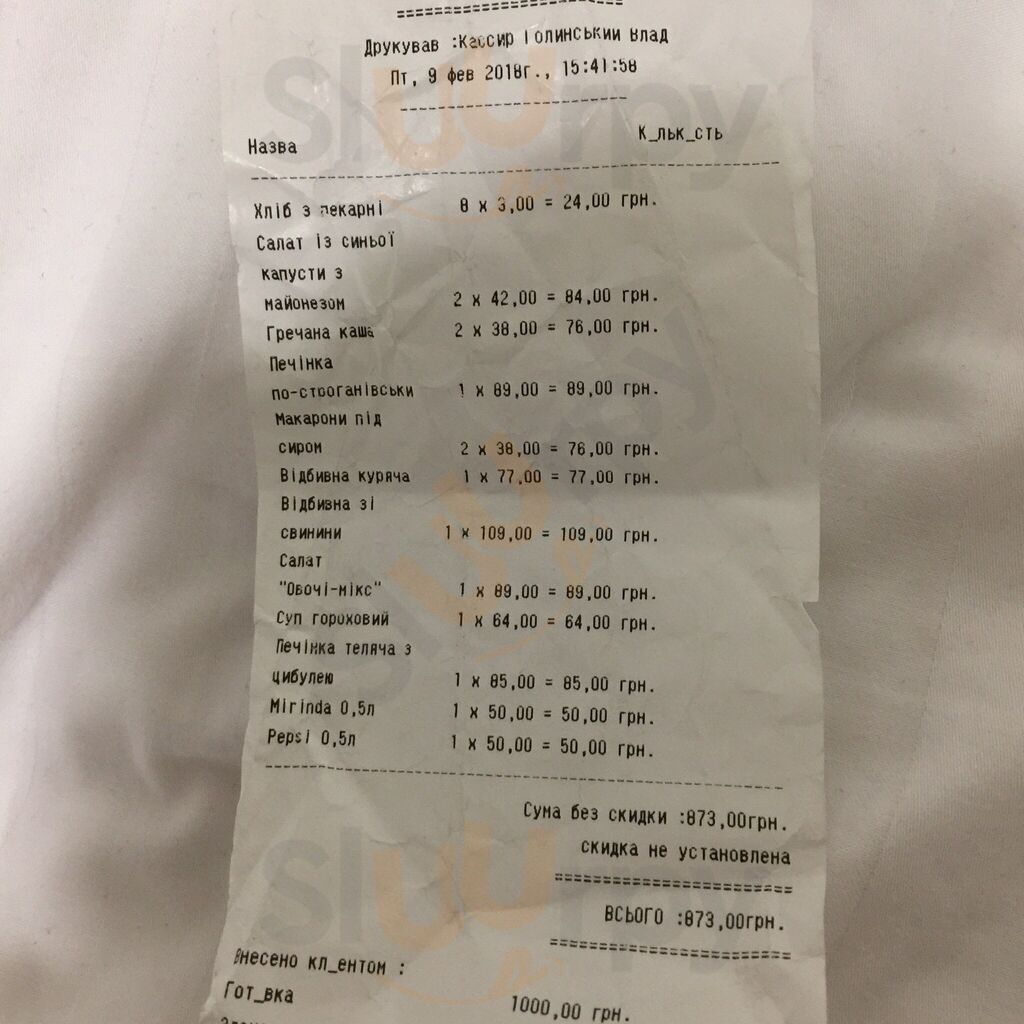 Друкував :Кассир Голинський Влад
Пт, 9 фев 2018г., 15:41:58
Назва К_льк_сть
Хліб з пекарні 8 x 3,00 = 24,00 грн.
Салат із синьої
капусти з
майонезом 2 x 42,00 = 84,00 грн.
Гречана каша 2 x 38,00 = 76,00 грн.
Печінка
по-строганівськи 1 x 89,00 = 89,00 грн.
Макарони під
сиром 2 x 38,00 = 76,00 грн.
Відбивна куряча 1 x 77,00 = 77,00 грн.
Відбивна зі
свинини 1 x 109,00 = 109,00 грн.
Салат
"Овочі-мікс" 1 x 89,00 = 89,00 грн.
Суп гороховий 1 x 64,00 = 64,00 грн.
Печінка теляча з
цибулею 1 x 85,00 = 85,00 грн.
Mirinda 0,5л 1 x 50,00 = 50,00 грн.
Pepsi 0,5л 1 x 50,00 = 50,00 грн.
Сума без скидки :873,00грн.
скидка не установлена
ВСЬОГО :873,00грн.
Внесено кл_ентом :
Гот_вка 1000,00 грн.
sluurpy
sluurpy
sluurpy